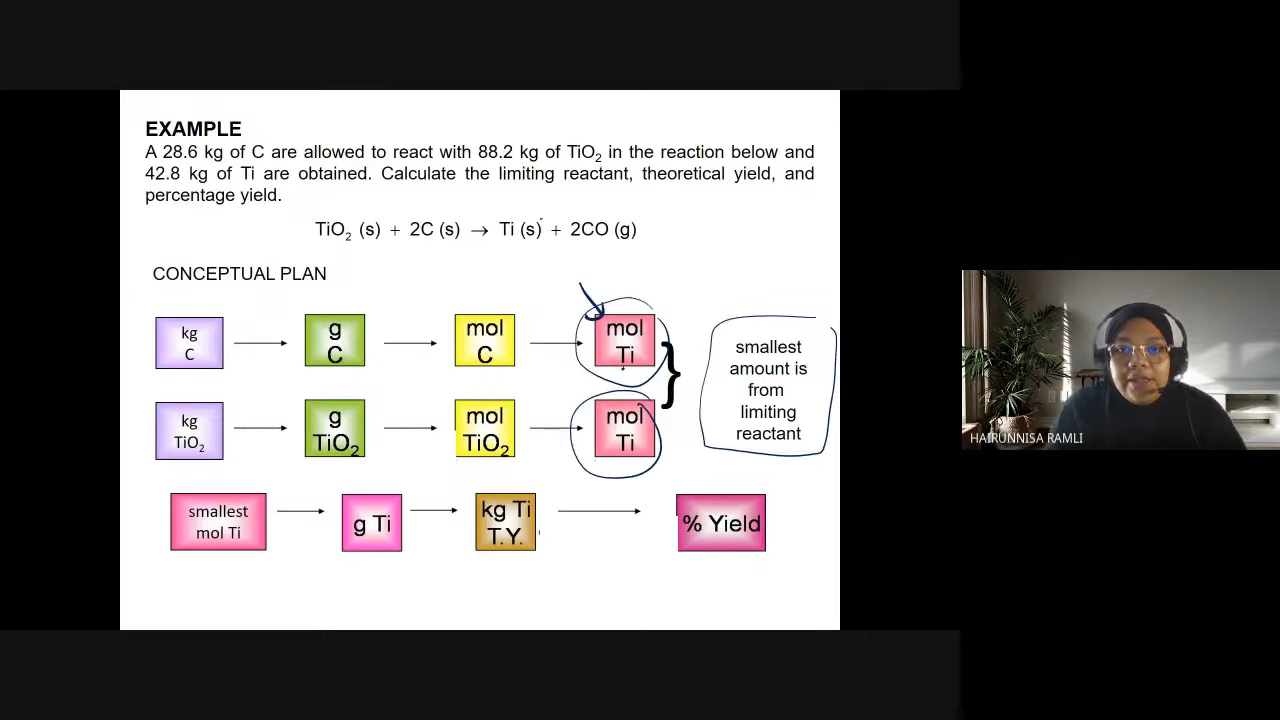 EXAMPLE
A 28.6 kg of C are allowed to react with 88.2 kg of TiO₂ in the reaction below and
42.8 kg of Ti are obtained. Calculate the limiting reactant, theoretical yield, and
percentage yield.
TiO₂ (s) + 2C (s) → Ti (s) + 2CO (g)
CONCEPTUAL PLAN
kg
C
g
C
mol
C
mol
Ti
kg
TiO₂
g
TiO₂
mol
TiO₂
mol
Ti
}
smallest
amount is
from
limiting
reactant
smallest
mol Ti
g Ti
kg Ti
T.Y.
% Yield
HAIRUNNISA RAMLI